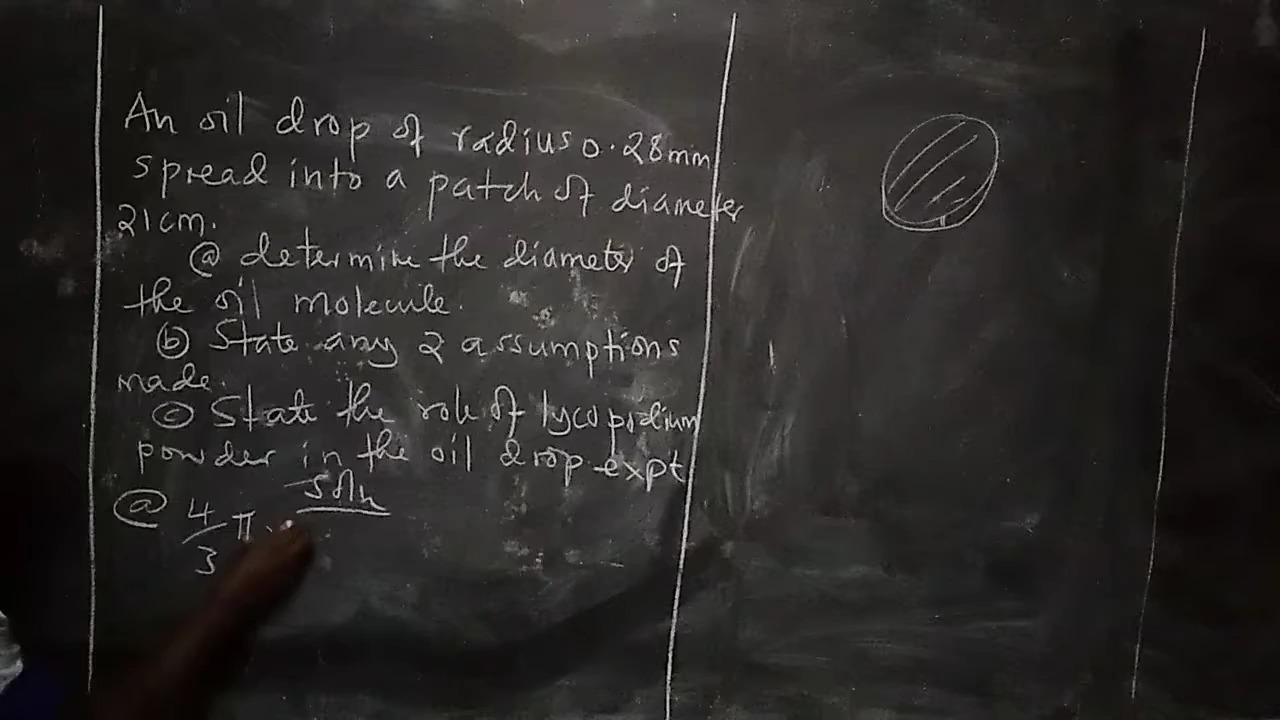 An oil drop of radius 0.28mm
spread into a patch of diameter
21cm.
(a) determine the diameter of
the oil molecule.
(b) State any 2 assumptions
made.
(c) State the role of lycopodium
powder in the oil drop expt
Soln
(a) 4/3 π